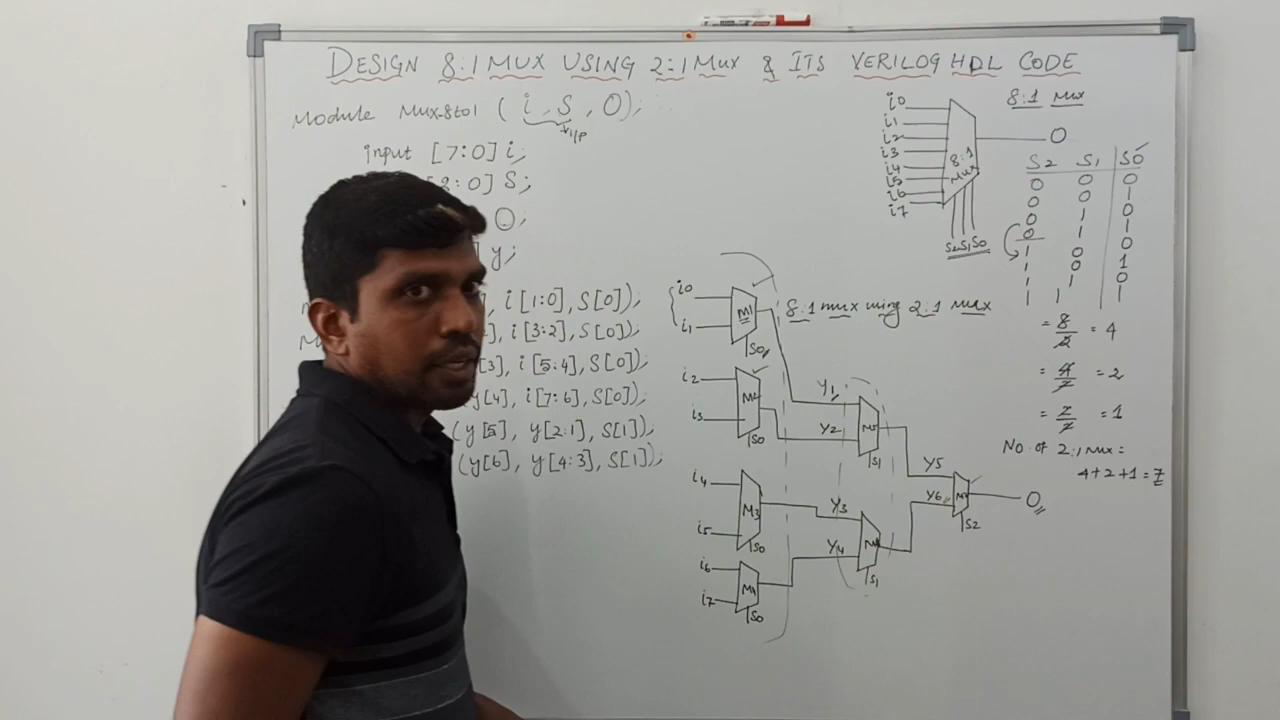 DESIGN 8:1 MUX USING 2:1 MUX & ITS VERILOG HDL CODE
Module Mux-8to1 ( i , S , O);
i/p
input [7:0] i;
:0] S;
O;
y;
, i[1:0], S[0]);
], i[3:2], S[0]);
[3], i[5:4], S[0]);
y[4], i[7:6], S[0]);
(y[5], y[2:1], S[1]);
(y[6], y[4:3], S[1]);
8:1 Mux
i0
i1
i2
i3
i4
i5
i6
i7
8:1
Mux
O
S2 S1 S0
S2 S1 S0
0 0 0
0 0 1
0 1 0
0 1 1
1 0 0
1 0 1
1 1 0
1 1 1
8:1 mux using 2:1 Mux
i0
i1
M1
S0
i2
i3
M2
S0
i4
i5
M3
S0
i6
i7
M4
S0
Y1
Y2
M5
S1
Y3
Y4
S1
Y5
Y6
S2
O
= 8/2 = 4
= 4/2 = 2
= 2/2 = 1
No. of 2:1 Mux =
4+2+1 = 7